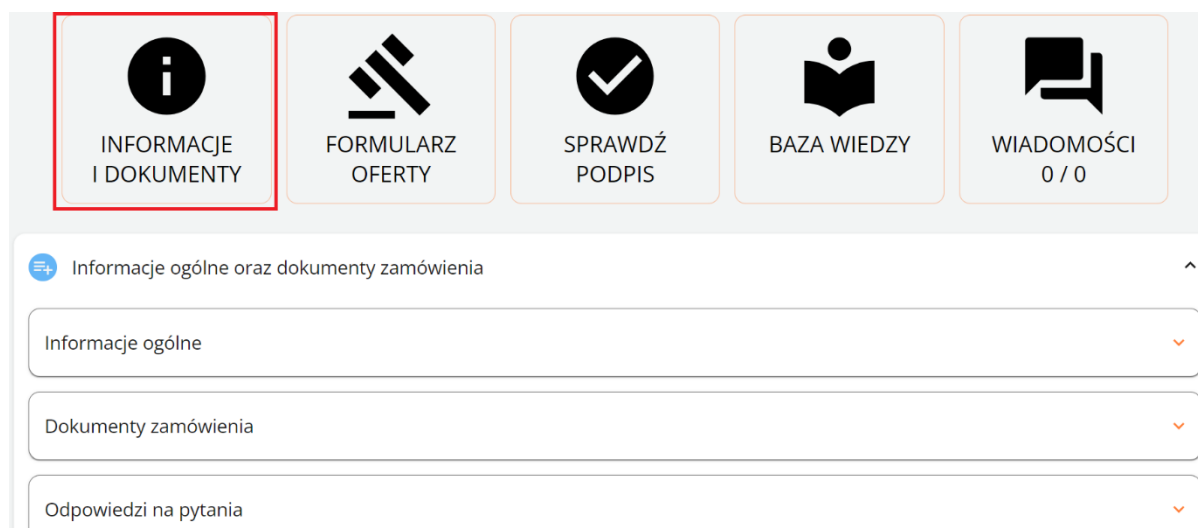 INFORMACJE
I DOKUMENTY
FORMULARZ
OFERTY
SPRAWDŹ
PODPIS
BAZA WIEDZY
WIADOMOŚCI
0 / 0
Informacje ogólne oraz dokumenty zamówienia
Informacje ogólne
Dokumenty zamówienia
Odpowiedzi na pytania